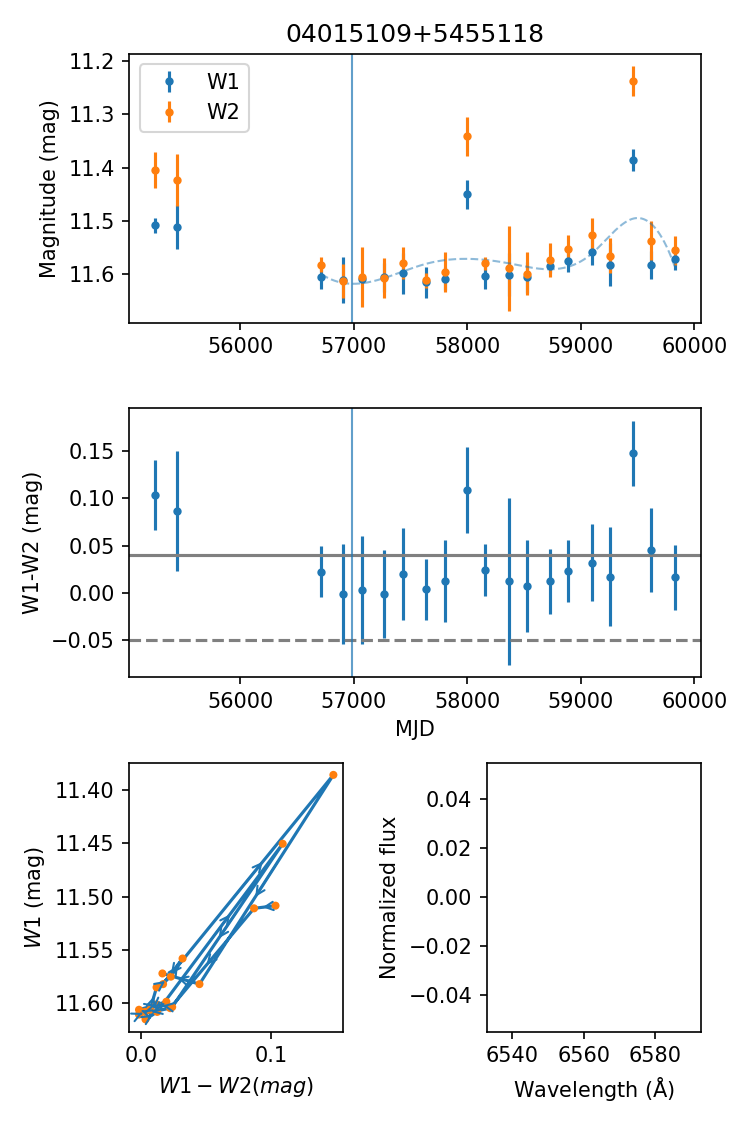 04015109+5455118
11.2
11.3
11.4
11.5
11.6
Magnitude (mag)
W1
W2
56000 57000 58000 59000 60000
0.15
0.10
0.05
0.00
−0.05
W1-W2 (mag)
56000 57000 58000 59000 60000
MJD
11.40
11.45
11.50
11.55
11.60
W1 (mag)
0.0 0.1
W1 − W2(mag)
0.04
0.02
0.00
−0.02
−0.04
Normalized flux
6540 6560 6580
Wavelength (Å)